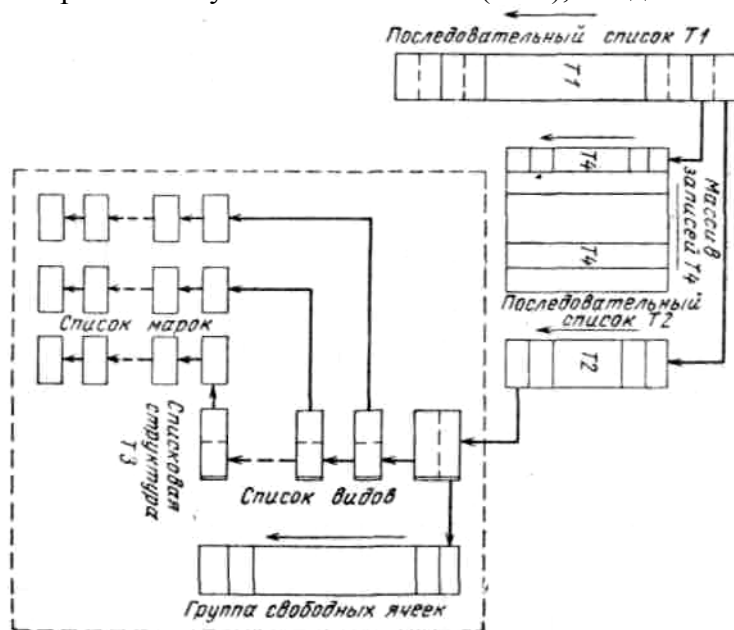 Последовательный список Т1
Т1
Т4
Массив
записей Т4
Т4
Последовательный
список Т2
Т2
Список марок
Списковая
структура
Т3
Список видов
Группа свободных ячеек